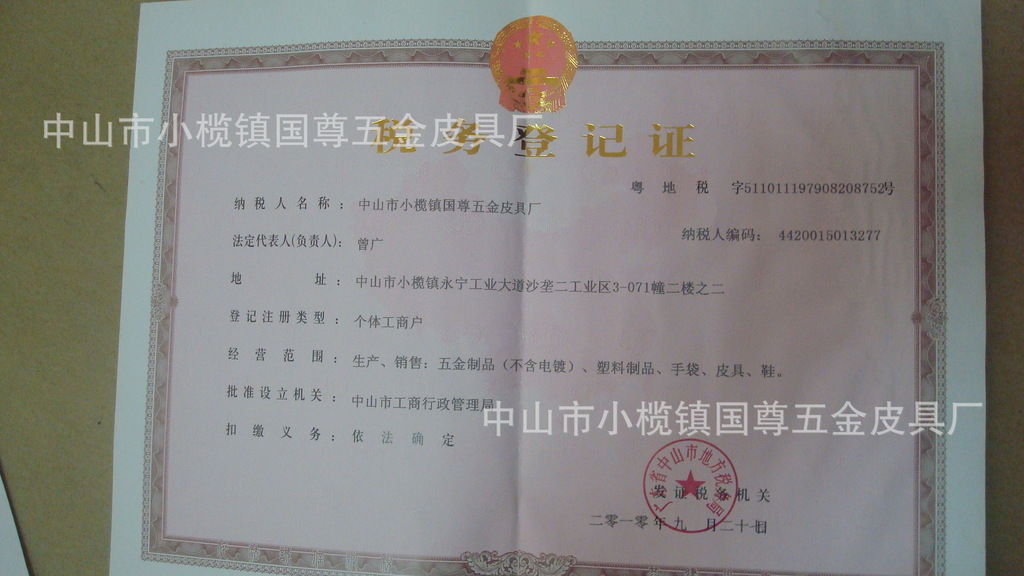 中山市小榄镇国尊五金皮具厂
税务登记证
粤地税 字511011197908208752号
纳税人名称：中山市小榄镇国尊五金皮具厂
纳税人编码：4420015013277
法定代表人(负责人)：曾广
地址：中山市小榄镇永宁工业大道沙垄二工业区3-071幢二楼之二
登记注册类型：个体工商户
经营范围：生产、销售：五金制品（不含电镀）、塑料制品、手袋、皮具、鞋。
批准设立机关：中山市工商行政管理局
中山市小榄镇国尊五金皮具厂
扣缴义务：依法确定
广东省中山市地方税务局
发证税务机关
二零一零年九月二十七日